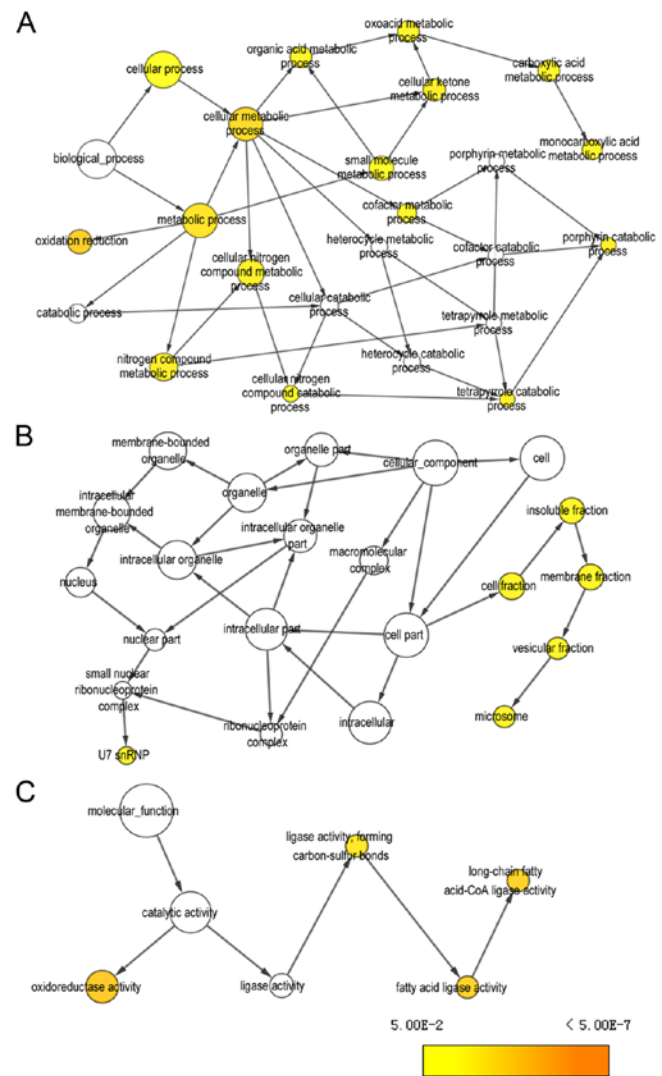 A
oxoacid metabolic
process
organic acid metabolic
process
cellular process
carboxylic acid
metabolic process
cellular ketone
metabolic process
cellular metabolic
process
monocarboxylic acid
metabolic process
biological_process
small molecule
metabolic process
porphyrin metabolic
process
metabolic process
cofactor metabolic
process
oxidation reduction
heterocycle metabolic
process
cofactor catabolic
process
porphyrin catabolic
process
cellular nitrogen
compound metabolic
process
catabolic process
cellular catabolic
process
tetrapyrrole metabolic
process
nitrogen compound
metabolic process
heterocycle catabolic
process
cellular nitrogen
compound catabolic
process
tetrapyrrole catabolic
process
B
membrane-bounded
organelle
organelle part
cellular_component
cell
intracellular
membrane-bounded
organelle
organelle
insoluble fraction
intracellular organelle
part
intracellular organelle
macromolecular
complex
nucleus
cell fraction
membrane fraction
nuclear part
intracellular part
cell part
vesicular fraction
small nuclear
ribonucleoprotein
complex
ribonucleoprotein
complex
intracellular
microsome
U7 snRNP
C
molecular_function
ligase activity, forming
carbon-sulfur bonds
long-chain fatty
acid-CoA ligase activity
catalytic activity
oxidoreductase activity
ligase activity
fatty acid ligase activity
5.00E-2
< 5.00E-7